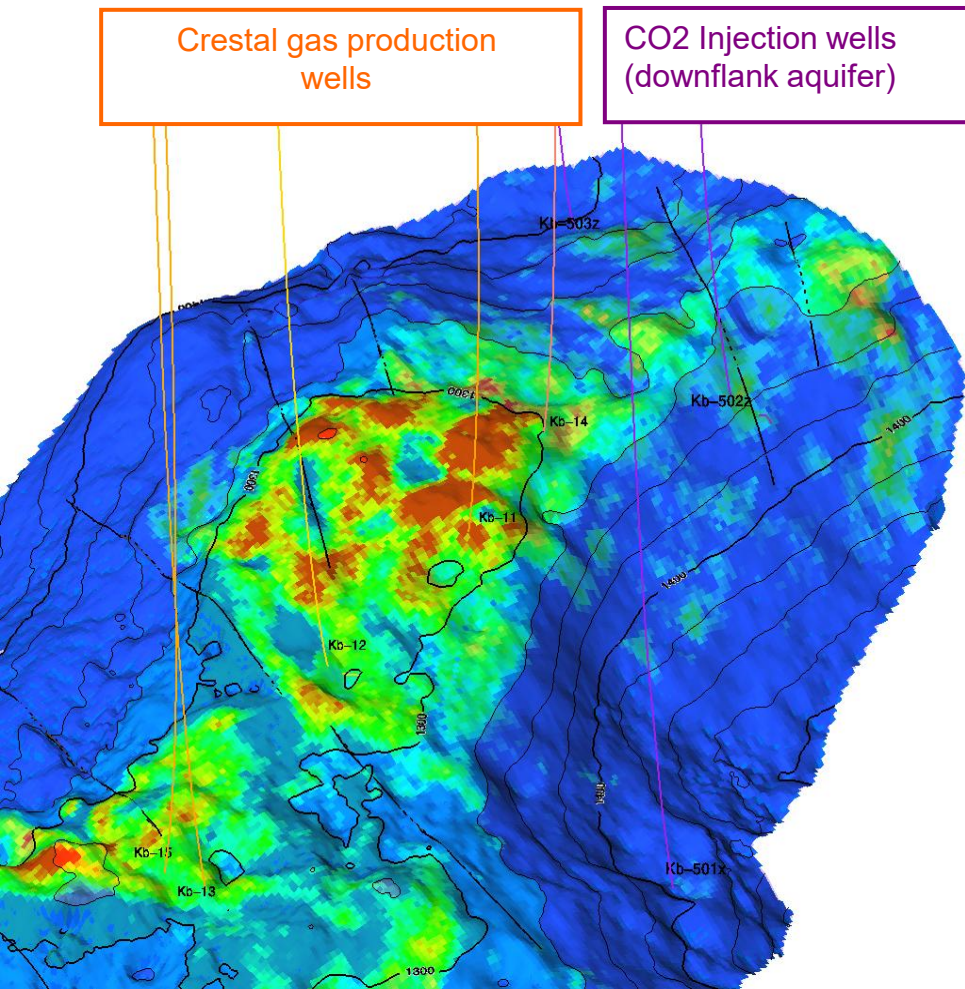 Crestal gas production
wells
CO2 Injection wells
(downflank aquifer)
Kb-503z
1300
Kb-14
Kb-502z
1400
Kb-11
1400
Kb-12
1300
Kb-15
Kb-13
Kb-501x
1300